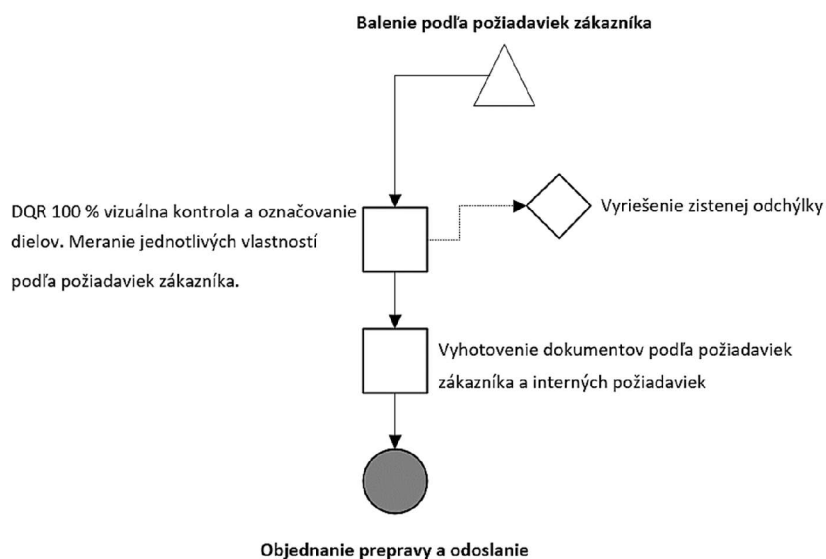 Balenie podľa požiadaviek zákazníka
DQR 100 % vizuálna kontrola a označovanie
dielov. Meranie jednotlivých vlastností
podľa požiadaviek zákazníka.
Vyriešenie zistenej odchýlky
Vyhotovenie dokumentov podľa požiadaviek
zákazníka a interných požiadaviek
Objednanie prepravy a odoslanie